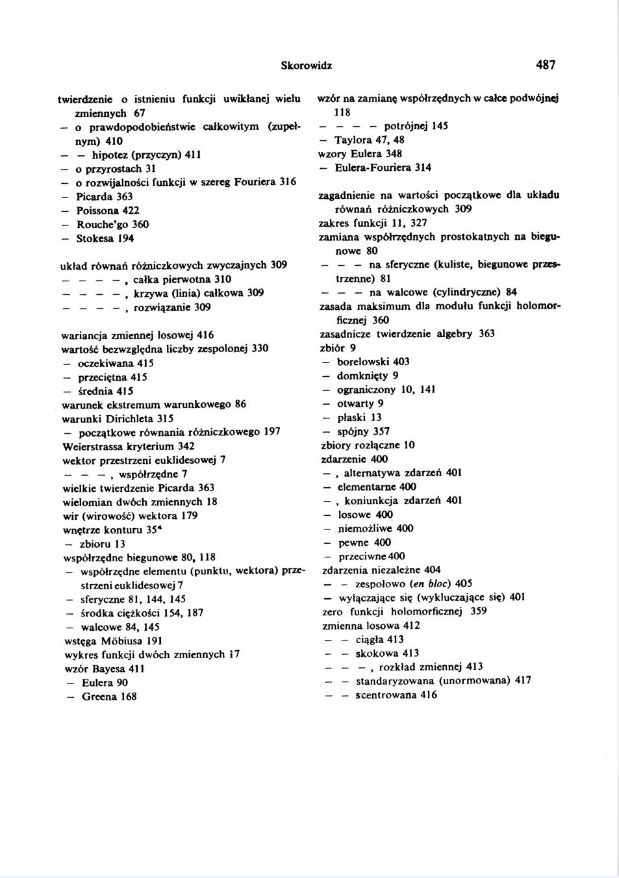 Skorowidz 487
twierdzenie o istnieniu funkcji uwikłanej wielu
zmiennych 67
— o prawdopodobieństwie całkowitym (zupeł-
nym) 410
— — hipotez (przyczyn) 411
— o przyrostach 31
— o rozwijalności funkcji w szereg Fouriera 316
— Picarda 363
— Poissona 422
— Rouche'go 360
— Stokesa 194
układ równań różniczkowych zwyczajnych 309
— — — — , całka pierwotna 310
— — — — , krzywa (linia) całkowa 309
— — — — , rozwiązanie 309
wariancja zmiennej losowej 416
wartość bezwzględna liczby zespolonej 330
— oczekiwana 415
— przeciętna 415
— średnia 415
warunek ekstremum warunkowego 86
warunki Dirichleta 315
— początkowe równania różniczkowego 197
Weierstrassa kryterium 342
wektor przestrzeni euklidesowej 7
— — — , współrzędne 7
wielkie twierdzenie Picarda 363
wielomian dwóch zmiennych 18
wir (wirowość) wektora 179
wnętrze konturu 354
— zbioru 13
współrzędne biegunowe 80, 118
— współrzędne elementu (punktu, wektora) prze-
strzeni euklidesowej 7
— sferyczne 81, 144, 145
— środka ciężkości 154, 187
— walcowe 84, 145
wstęga Möbiusa 191
wykres funkcji dwóch zmiennych 17
wzór Bayesa 411
— Eulera 90
— Greena 168
wzór na zamianę współrzędnych w całce podwójnej
118
— — — — potrójnej 145
— Taylora 47, 48
wzory Eulera 348
— Eulera-Fouriera 314
zagadnienie na wartości początkowe dla układu
równań różniczkowych 309
zakres funkcji 11, 327
zamiana współrzędnych prostokątnych na biegu-
nowe 80
— — — na sferyczne (kuliste, biegunowe przes-
trzenne) 81
— — — na walcowe (cylindryczne) 84
zasada maksimum dla modułu funkcji holomor-
ficznej 360
zasadnicze twierdzenie algebry 363
zbiór 9
— borelowski 403
— domknięty 9
— ograniczony 10, 141
— otwarty 9
— płaski 13
— spójny 357
zbiory rozłączne 10
zdarzenie 400
— , alternatywa zdarzeń 401
— elementarne 400
— , koniunkcja zdarzeń 401
— losowe 400
— niemożliwe 400
— pewne 400
— przeciwne 400
zdarzenia niezależne 404
— — zespołowo (en bloc) 405
— wyłączające się (wykluczające się) 401
zero funkcji holomorficznej 359
zmienna losowa 412
— — ciągła 413
— — skokowa 413
— — — , rozkład zmiennej 413
— — standaryzowana (unormowana) 417
— — scentrowana 416